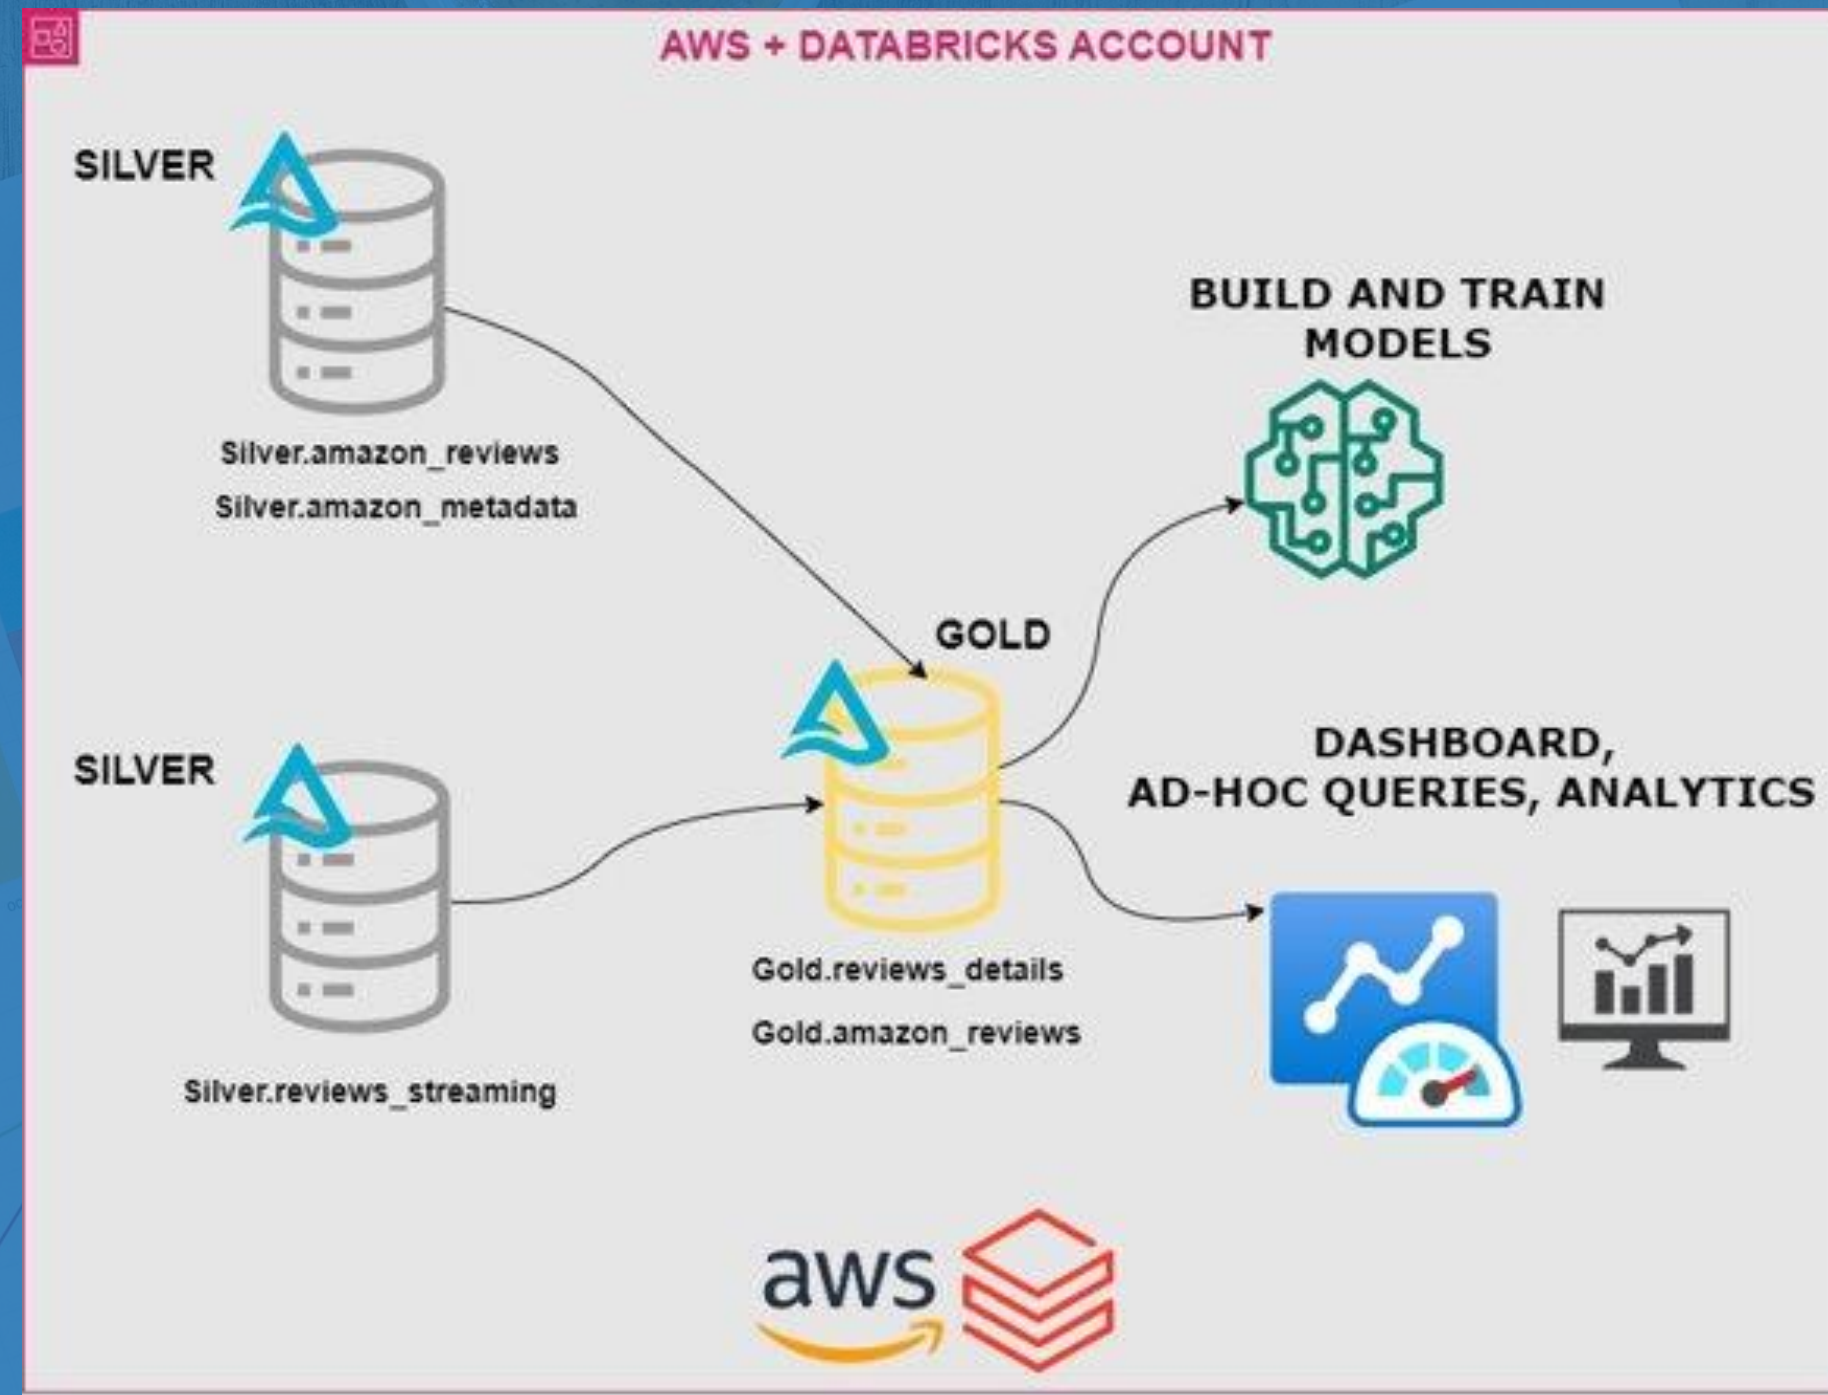 AWS + DATABRICKS ACCOUNT
SILVER
Silver.amazon_reviews
Silver.amazon_metadata
BUILD AND TRAIN
MODELS
GOLD
Gold.reviews_details
Gold.amazon_reviews
SILVER
Silver.reviews_streaming
DASHBOARD,
AD-HOC QUERIES, ANALYTICS
aws